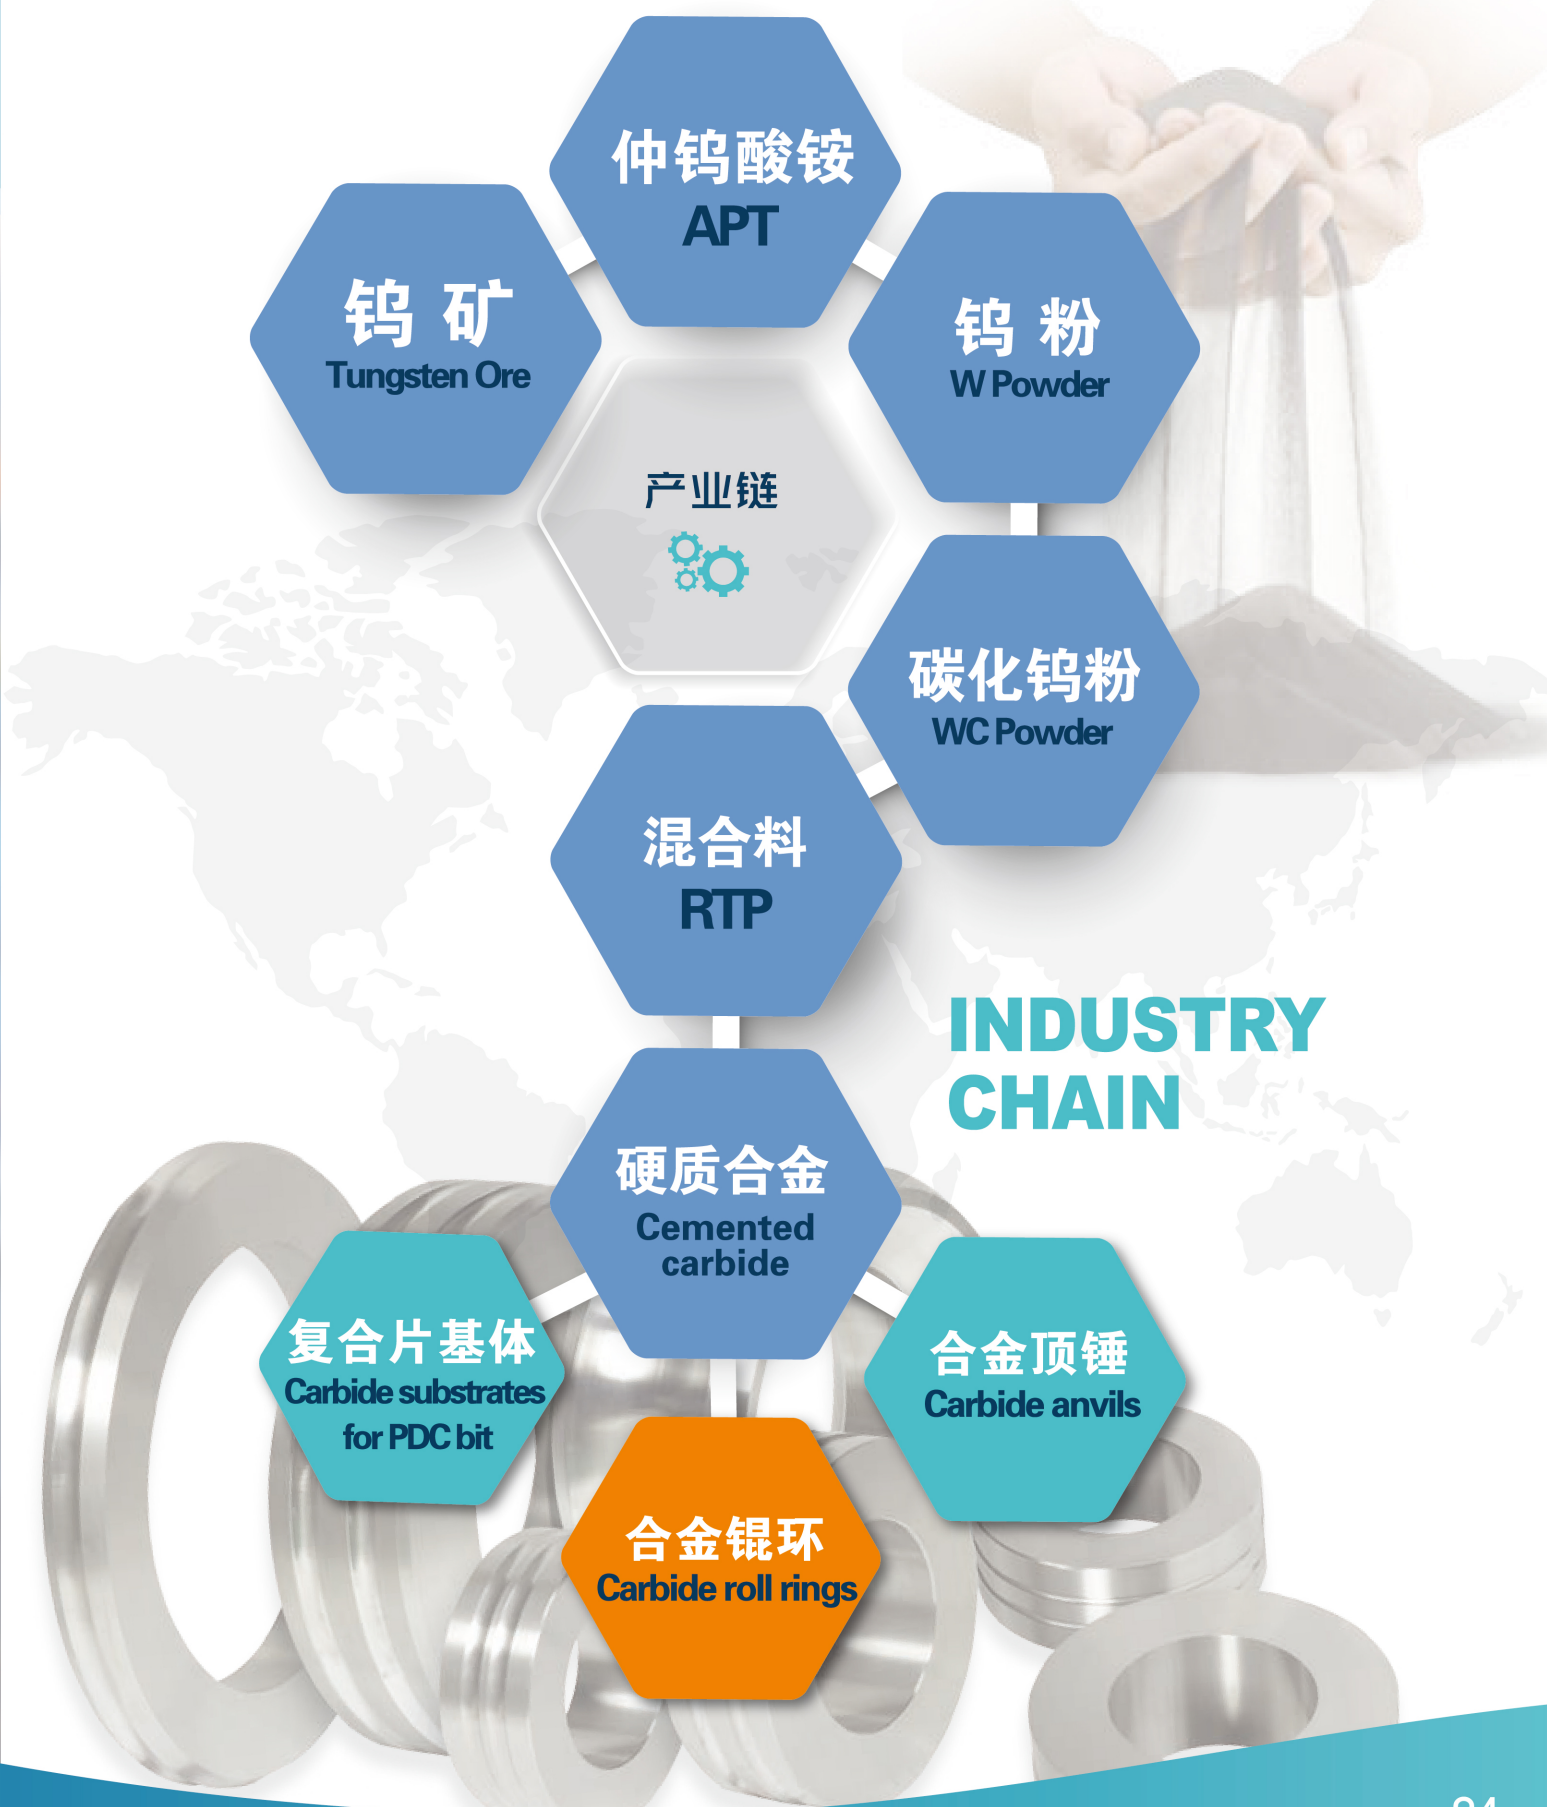 仲钨酸铵
APT
钨 矿
Tungsten Ore
钨 粉
W Powder
产业链
碳化钨粉
WC Powder
混合料
RTP
INDUSTRY
CHAIN
硬质合金
Cemented
carbide
复合片基体
Carbide substrates
for PDC bit
合金顶锤
Carbide anvils
合金锟环
Carbide roll rings